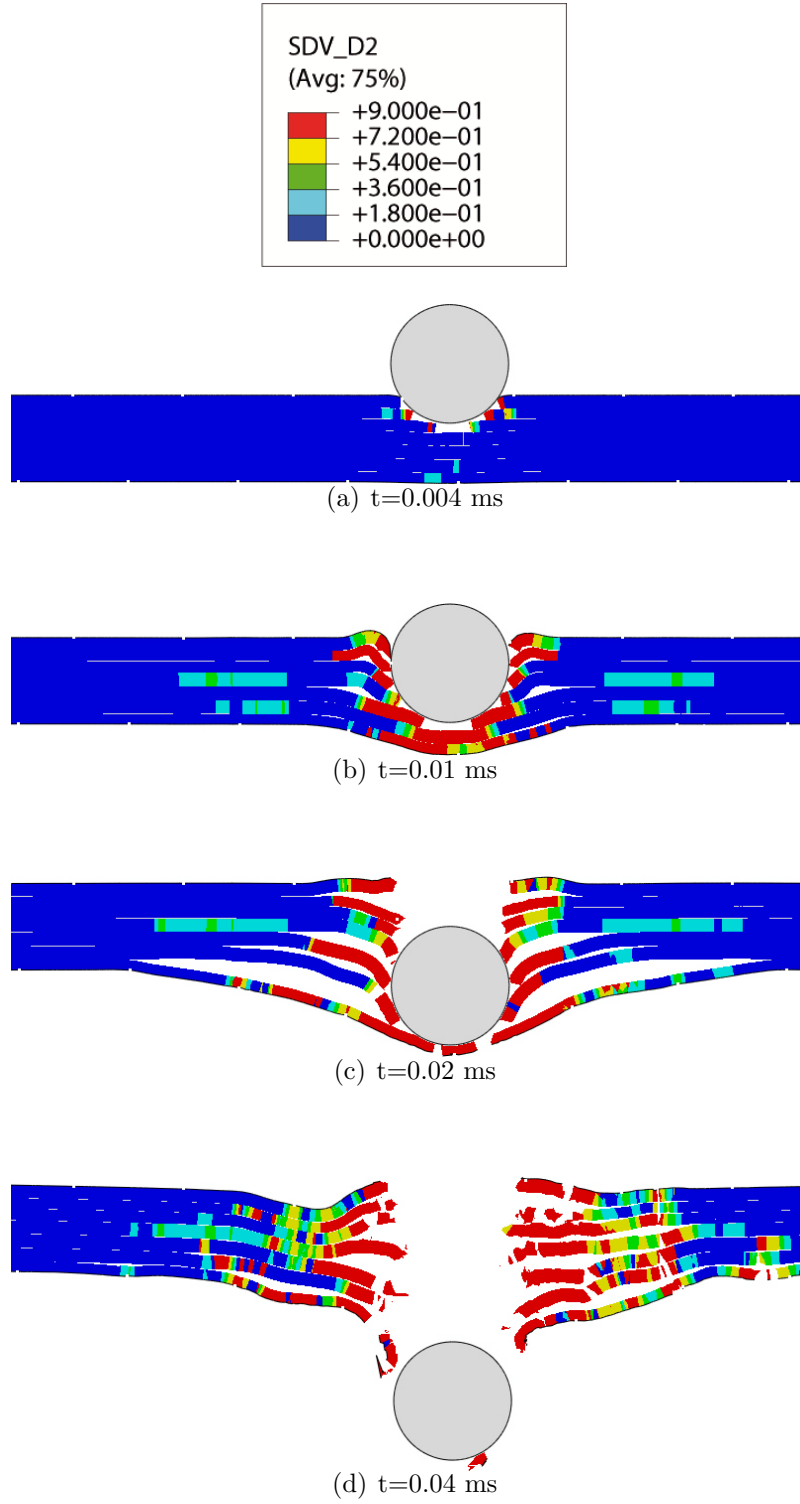 SDV_D2
(Avg: 75%)
+9.000e−01
+7.200e−01
+5.400e−01
+3.600e−01
+1.800e−01
+0.000e+00
(a) t=0.004 ms
(b) t=0.01 ms
(c) t=0.02 ms
(d) t=0.04 ms